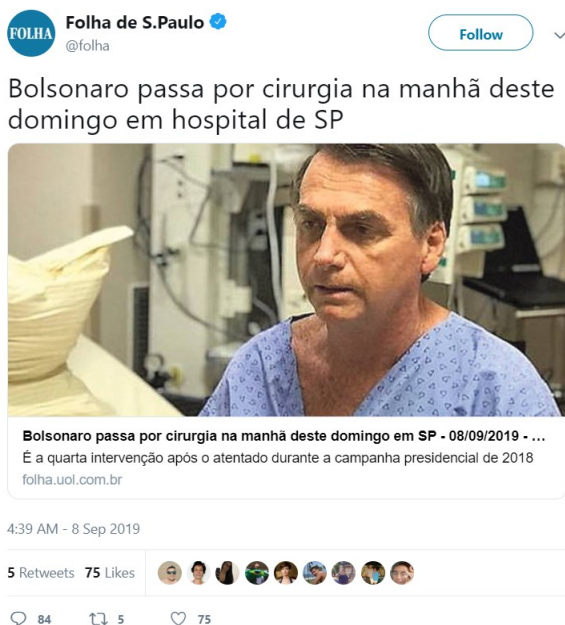 FOLHA
Folha de S.Paulo
@folha
Follow
Bolsonaro passa por cirurgia na manhã deste
domingo em hospital de SP
Bolsonaro passa por cirurgia na manhã deste domingo em SP - 08/09/2019 - ...
É a quarta intervenção após o atentado durante a campanha presidencial de 2018
folha.uol.com.br
4:39 AM - 8 Sep 2019
5 Retweets 75 Likes
84 5 75